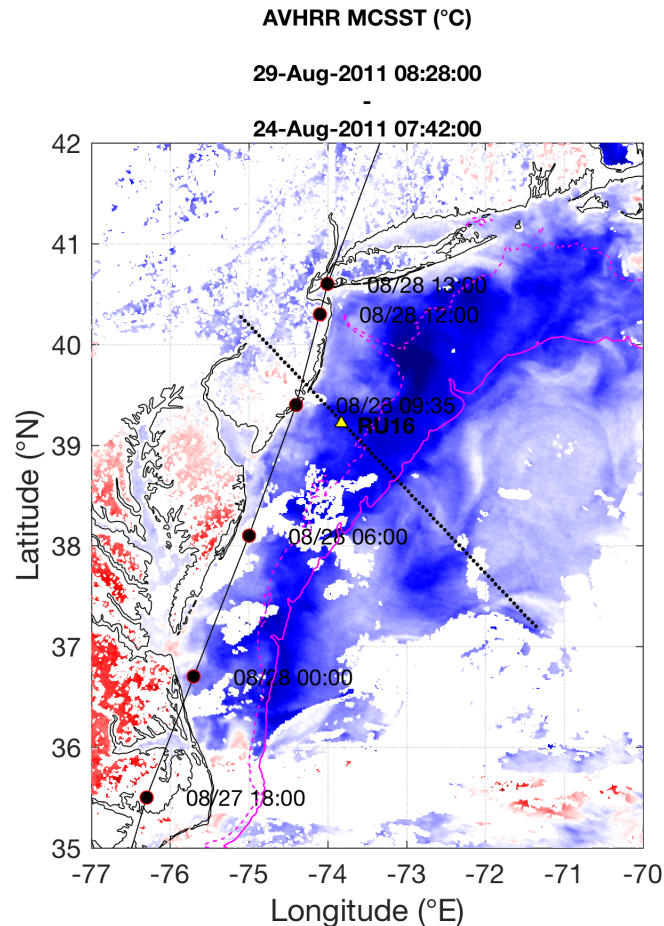 AVHRR MCSST (°C)
29-Aug-2011 08:28:00
-
24-Aug-2011 07:42:00
42
41
40
39
38
37
36
35
Latitude (°N)
08/28 13:00
08/28 12:00
08/28 09:35
RU16
08/28 06:00
08/28 00:00
08/27 18:00
-77 -76 -75 -74 -73 -72 -71 -70
Longitude (°E)